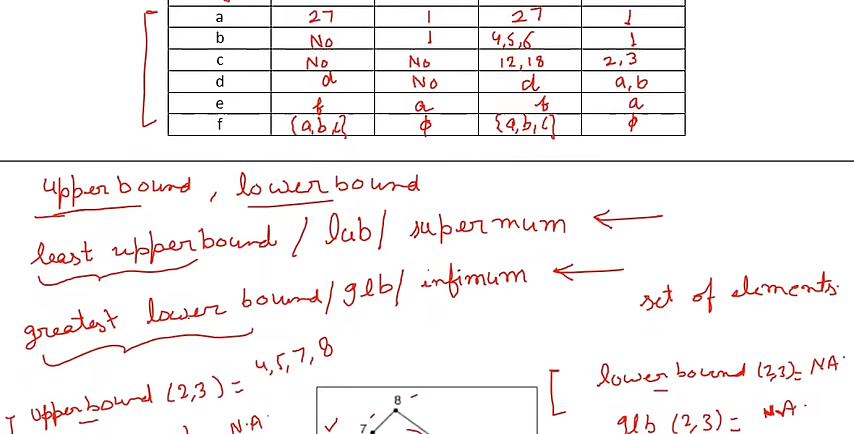 a 27 1 27 1
b No 1 4,5,6 1
c No No 12,18 2,3
d d No d a,b
e f a f a
f {a,b,c} ϕ {a,b,c} ϕ
upperbound, lowerbound
least upperbound / lub/ supermum
greatest lower bound/glb/ infimum
set of elements.
upperbound (2,3) = 4,5,7,8
lower bound (2,3)= NA.
N.A.
glb (2,3) = N.A.
8
7